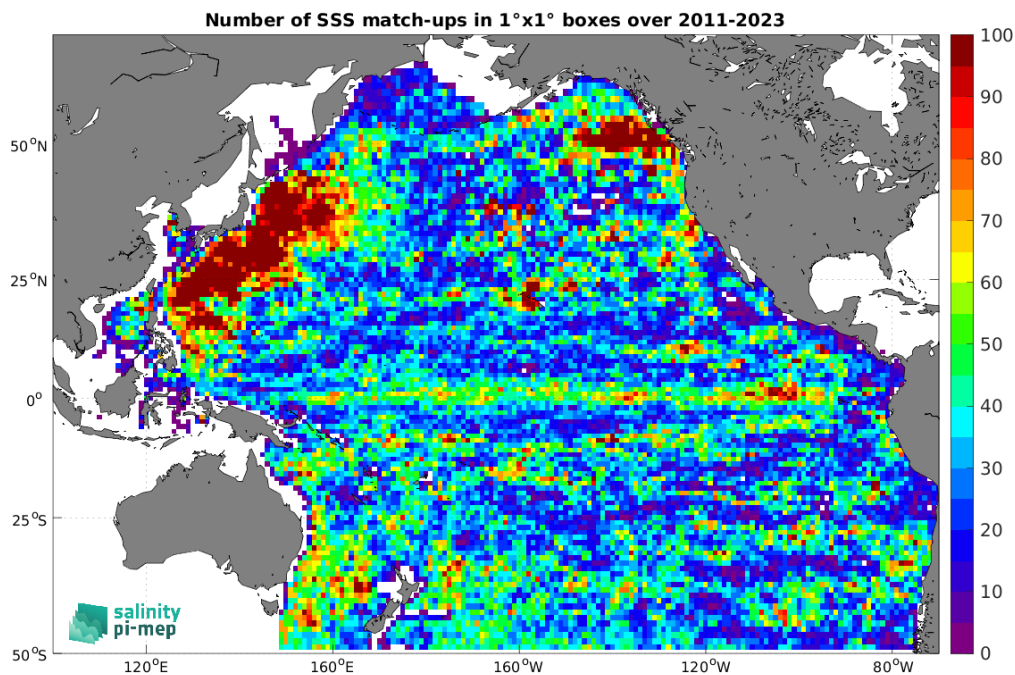 Number of SSS match-ups in 1°x1° boxes over 2011-2023
100
90
80
70
60
50
40
30
20
10
0
50°N
25°N
0°
25°S
50°S
120°E
160°E
160°W
120°W
80°W
salinity
pi-mep